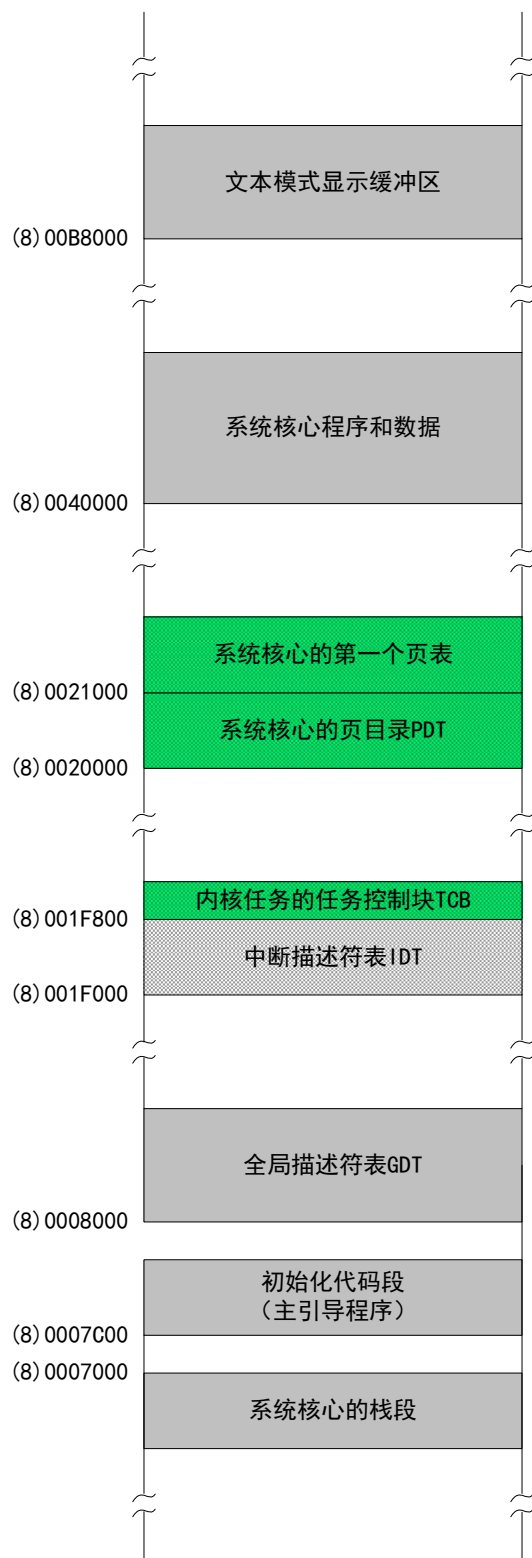 文本模式显示缓冲区
(8)00B8000
系统核心程序和数据
(8)0040000
系统核心的第一个页表
(8)0021000
系统核心的页目录PDT
(8)0020000
内核任务的任务控制块TCB
(8)001F800
中断描述符表IDT
(8)001F000
全局描述符表GDT
(8)0008000
初始化代码段
（主引导程序）
(8)0007C00
(8)0007000
系统核心的栈段